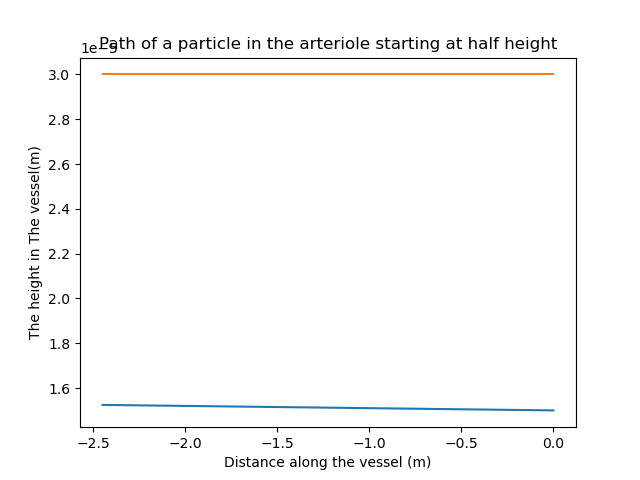 Path of a particle in the arteriole starting at half height
3.0
2.8
2.6
2.4
2.2
2.0
1.8
1.6
The height in The vessel(m)
−2.5 −2.0 −1.5 −1.0 −0.5 0.0
Distance along the vessel (m)